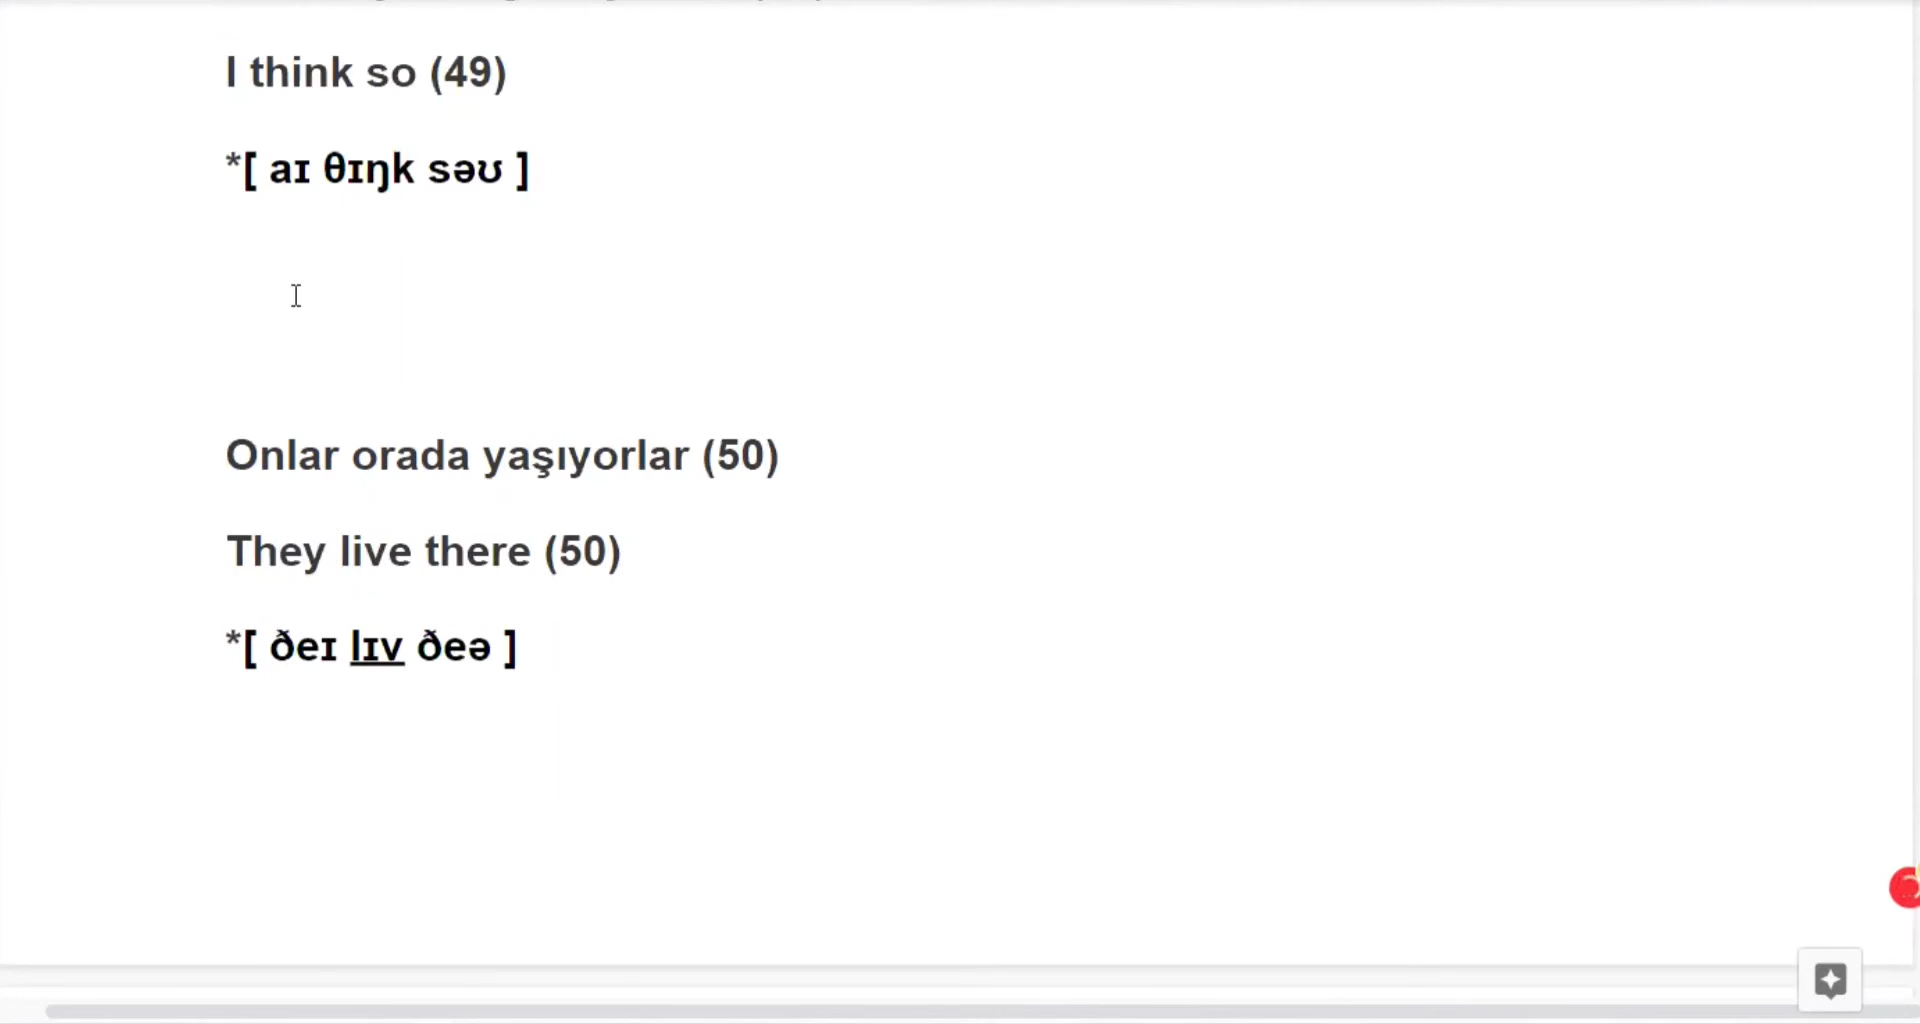 I think so (49)
*[ aɪ θɪŋk səʊ ]
Onlar orada yaşıyorlar (50)
They live there (50)
*[ ðeɪ lɪv ðeə ]